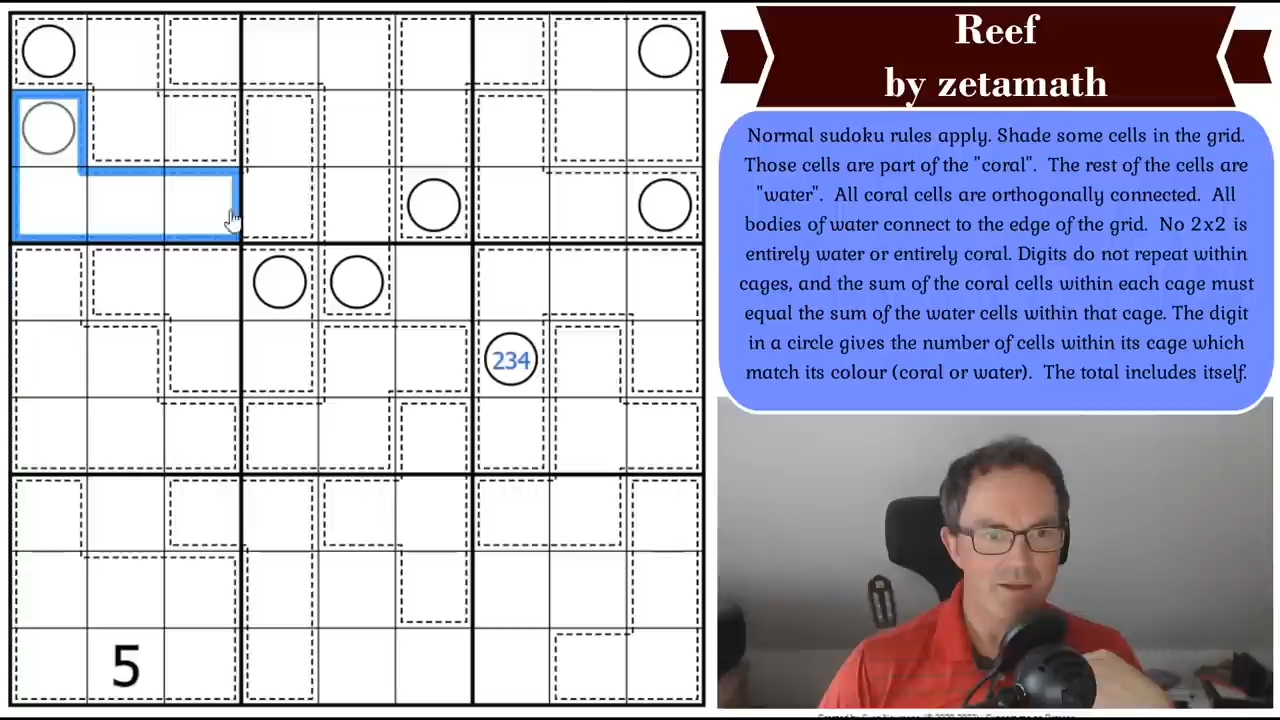 Reef
by zetamath
Normal sudoku rules apply. Shade some cells in the grid.
Those cells are part of the "coral".  The rest of the cells are
"water".  All coral cells are orthogonally connected.  All
bodies of water connect to the edge of the grid.  No 2x2 is
entirely water or entirely coral. Digits do not repeat within
cages, and the sum of the coral cells within each cage must
equal the sum of the water cells within that cage. The digit
in a circle gives the number of cells within its cage which
match its colour (coral or water).  The total includes itself.
234
5